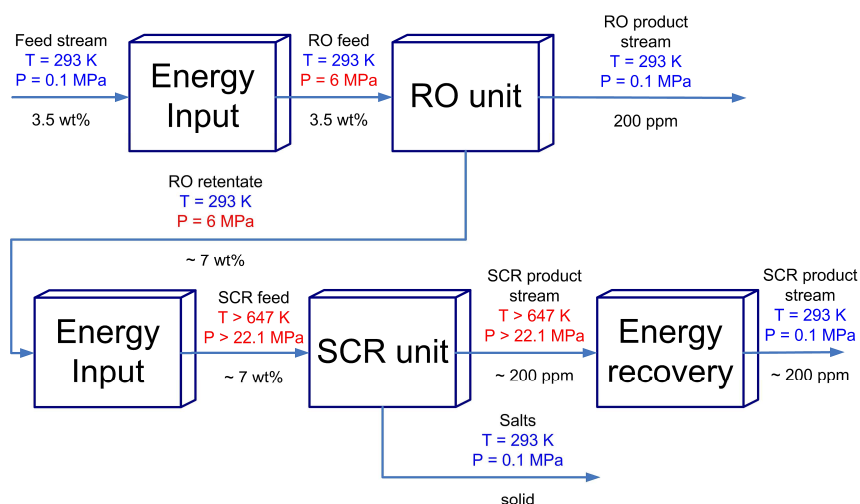 Feed stream
T = 293 K
P = 0.1 MPa
3.5 wt%
Energy
Input
RO feed
T = 293 K
P = 6 MPa
3.5 wt%
RO unit
RO product
stream
T = 293 K
P = 0.1 MPa
200 ppm
RO retentate
T = 293 K
P = 6 MPa
~ 7 wt%
Energy
Input
SCR feed
T > 647 K
P > 22.1 MPa
~ 7 wt%
SCR unit
SCR product
stream
T > 647 K
P > 22.1 MPa
~ 200 ppm
Energy
recovery
SCR product
stream
T = 293 K
P = 0.1 MPa
~ 200 ppm
Salts
T = 293 K
P = 0.1 MPa
solid